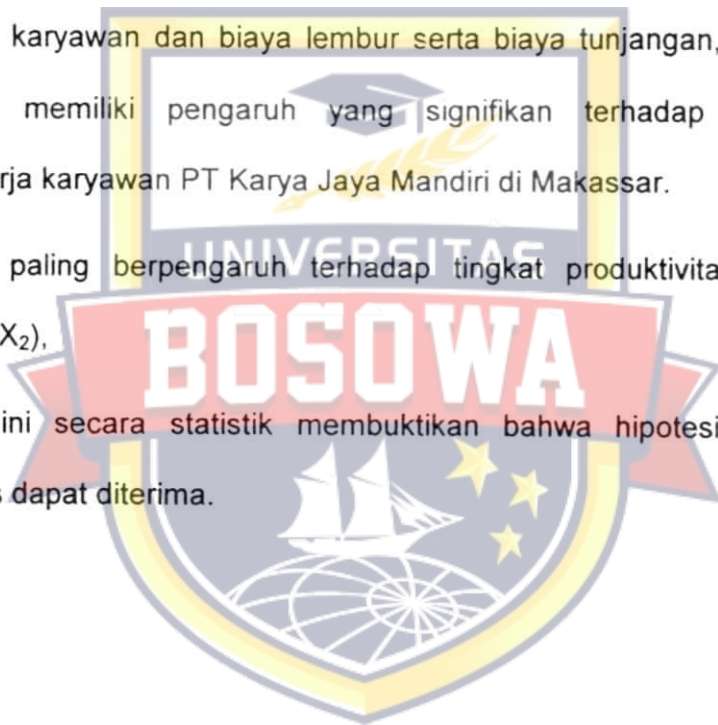 karyawan dan biaya lembur serta biaya tunjangan,
memiliki pengaruh yang signifikan terhadap
rja karyawan PT Karya Jaya Mandiri di Makassar.
paling berpengaruh terhadap tingkat produktivita
UNIVERSITAS
X₂),
BOSOWA
ini secara statistik membuktikan bahwa hipotesi
s dapat diterima.